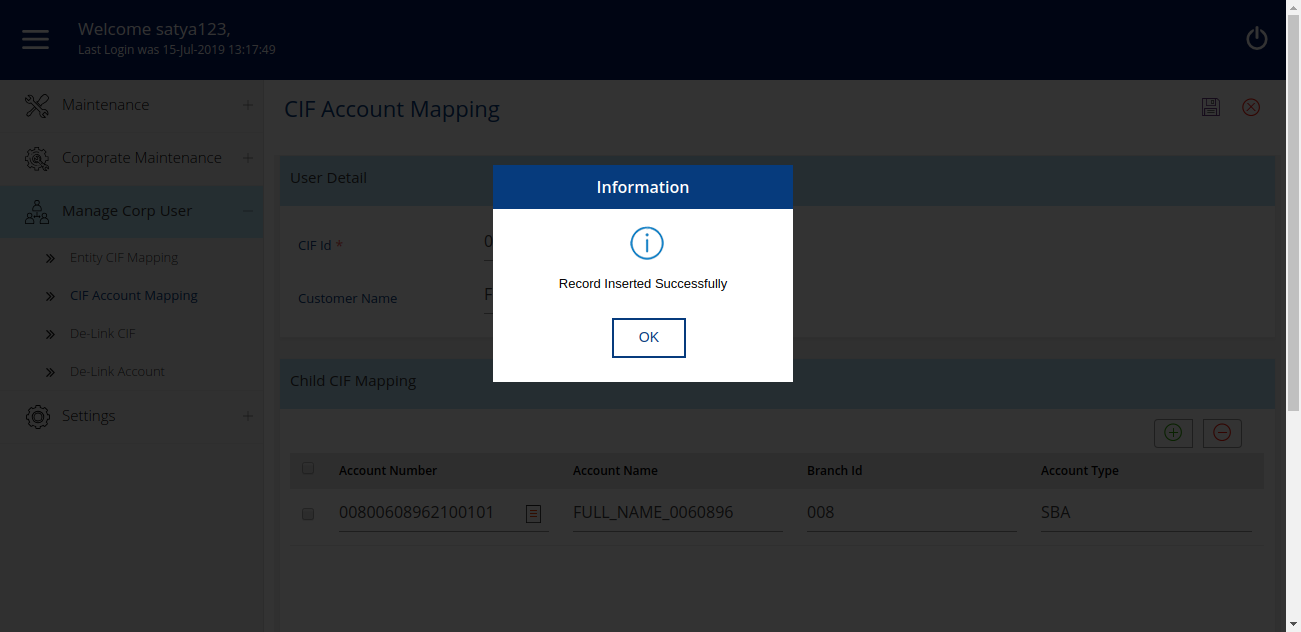 Welcome satya123,
Last Login was 15-Jul-2019 13:17:49
Maintenance
Corporate Maintenance
Manage Corp User
Entity CIF Mapping
CIF Account Mapping
De-Link CIF
De-Link Account
Settings
CIF Account Mapping
User Detail
CIF Id *
0
Customer Name
F
Information
Record Inserted Successfully
OK
Child CIF Mapping
Account Number Account Name Branch Id Account Type
00800608962100101 FULL_NAME_0060896 008 SBA